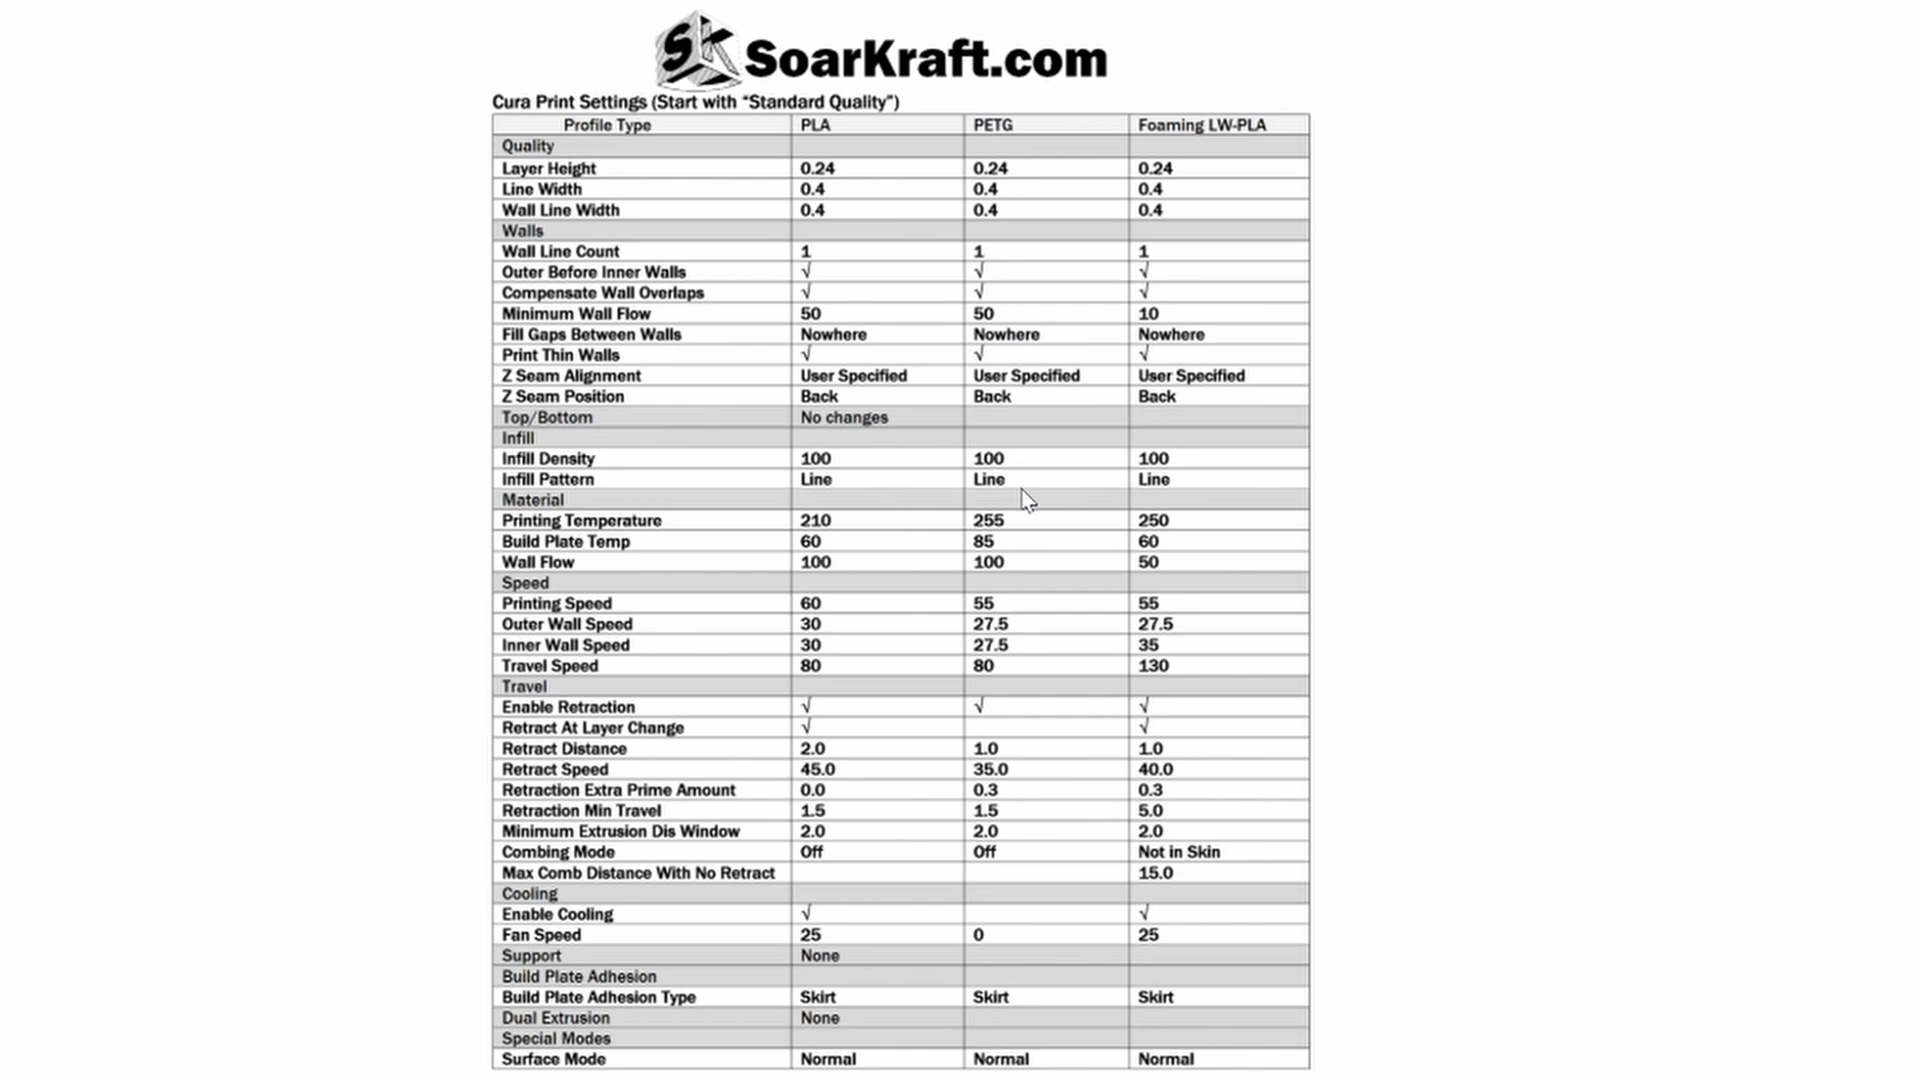 SK SoarKraft.com
Cura Print Settings (Start with “Standard Quality”)
Profile Type PLA PETG Foaming LW-PLA
Quality
Layer Height 0.24 0.24 0.24
Line Width 0.4 0.4 0.4
Wall Line Width 0.4 0.4 0.4
Walls
Wall Line Count 1 1 1
Outer Before Inner Walls √ √ √
Compensate Wall Overlaps √ √ √
Minimum Wall Flow 50 50 10
Fill Gaps Between Walls Nowhere Nowhere Nowhere
Print Thin Walls √ √ √
Z Seam Alignment User Specified User Specified User Specified
Z Seam Position Back Back Back
Top/Bottom No changes
Infill
Infill Density 100 100 100
Infill Pattern Line Line Line
Material
Printing Temperature 210 255 250
Build Plate Temp 60 85 60
Wall Flow 100 100 50
Speed
Printing Speed 60 55 55
Outer Wall Speed 30 27.5 27.5
Inner Wall Speed 30 27.5 35
Travel Speed 80 80 130
Travel
Enable Retraction √ √ √
Retract At Layer Change √ √
Retract Distance 2.0 1.0 1.0
Retract Speed 45.0 35.0 40.0
Retraction Extra Prime Amount 0.0 0.3 0.3
Retraction Min Travel 1.5 1.5 5.0
Minimum Extrusion Dis Window 2.0 2.0 2.0
Combing Mode Off Off Not in Skin
Max Comb Distance With No Retract 15.0
Cooling
Enable Cooling √ √
Fan Speed 25 0 25
Support None
Build Plate Adhesion
Build Plate Adhesion Type Skirt Skirt Skirt
Dual Extrusion None
Special Modes
Surface Mode Normal Normal Normal